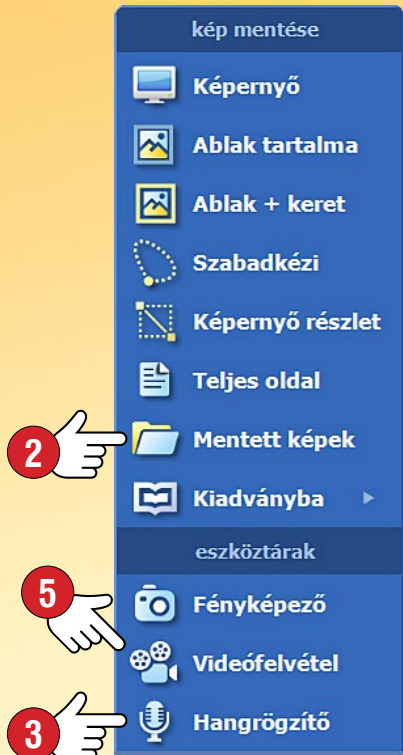 kép mentése
Képernyő
Ablak tartalma
Ablak + keret
Szabadkézi
Képernyő részlet
Teljes oldal
2 Mentett képek
Kiadványba
eszköztárak
5 Fényképező
Videófelvétel
3 Hangrögzítő